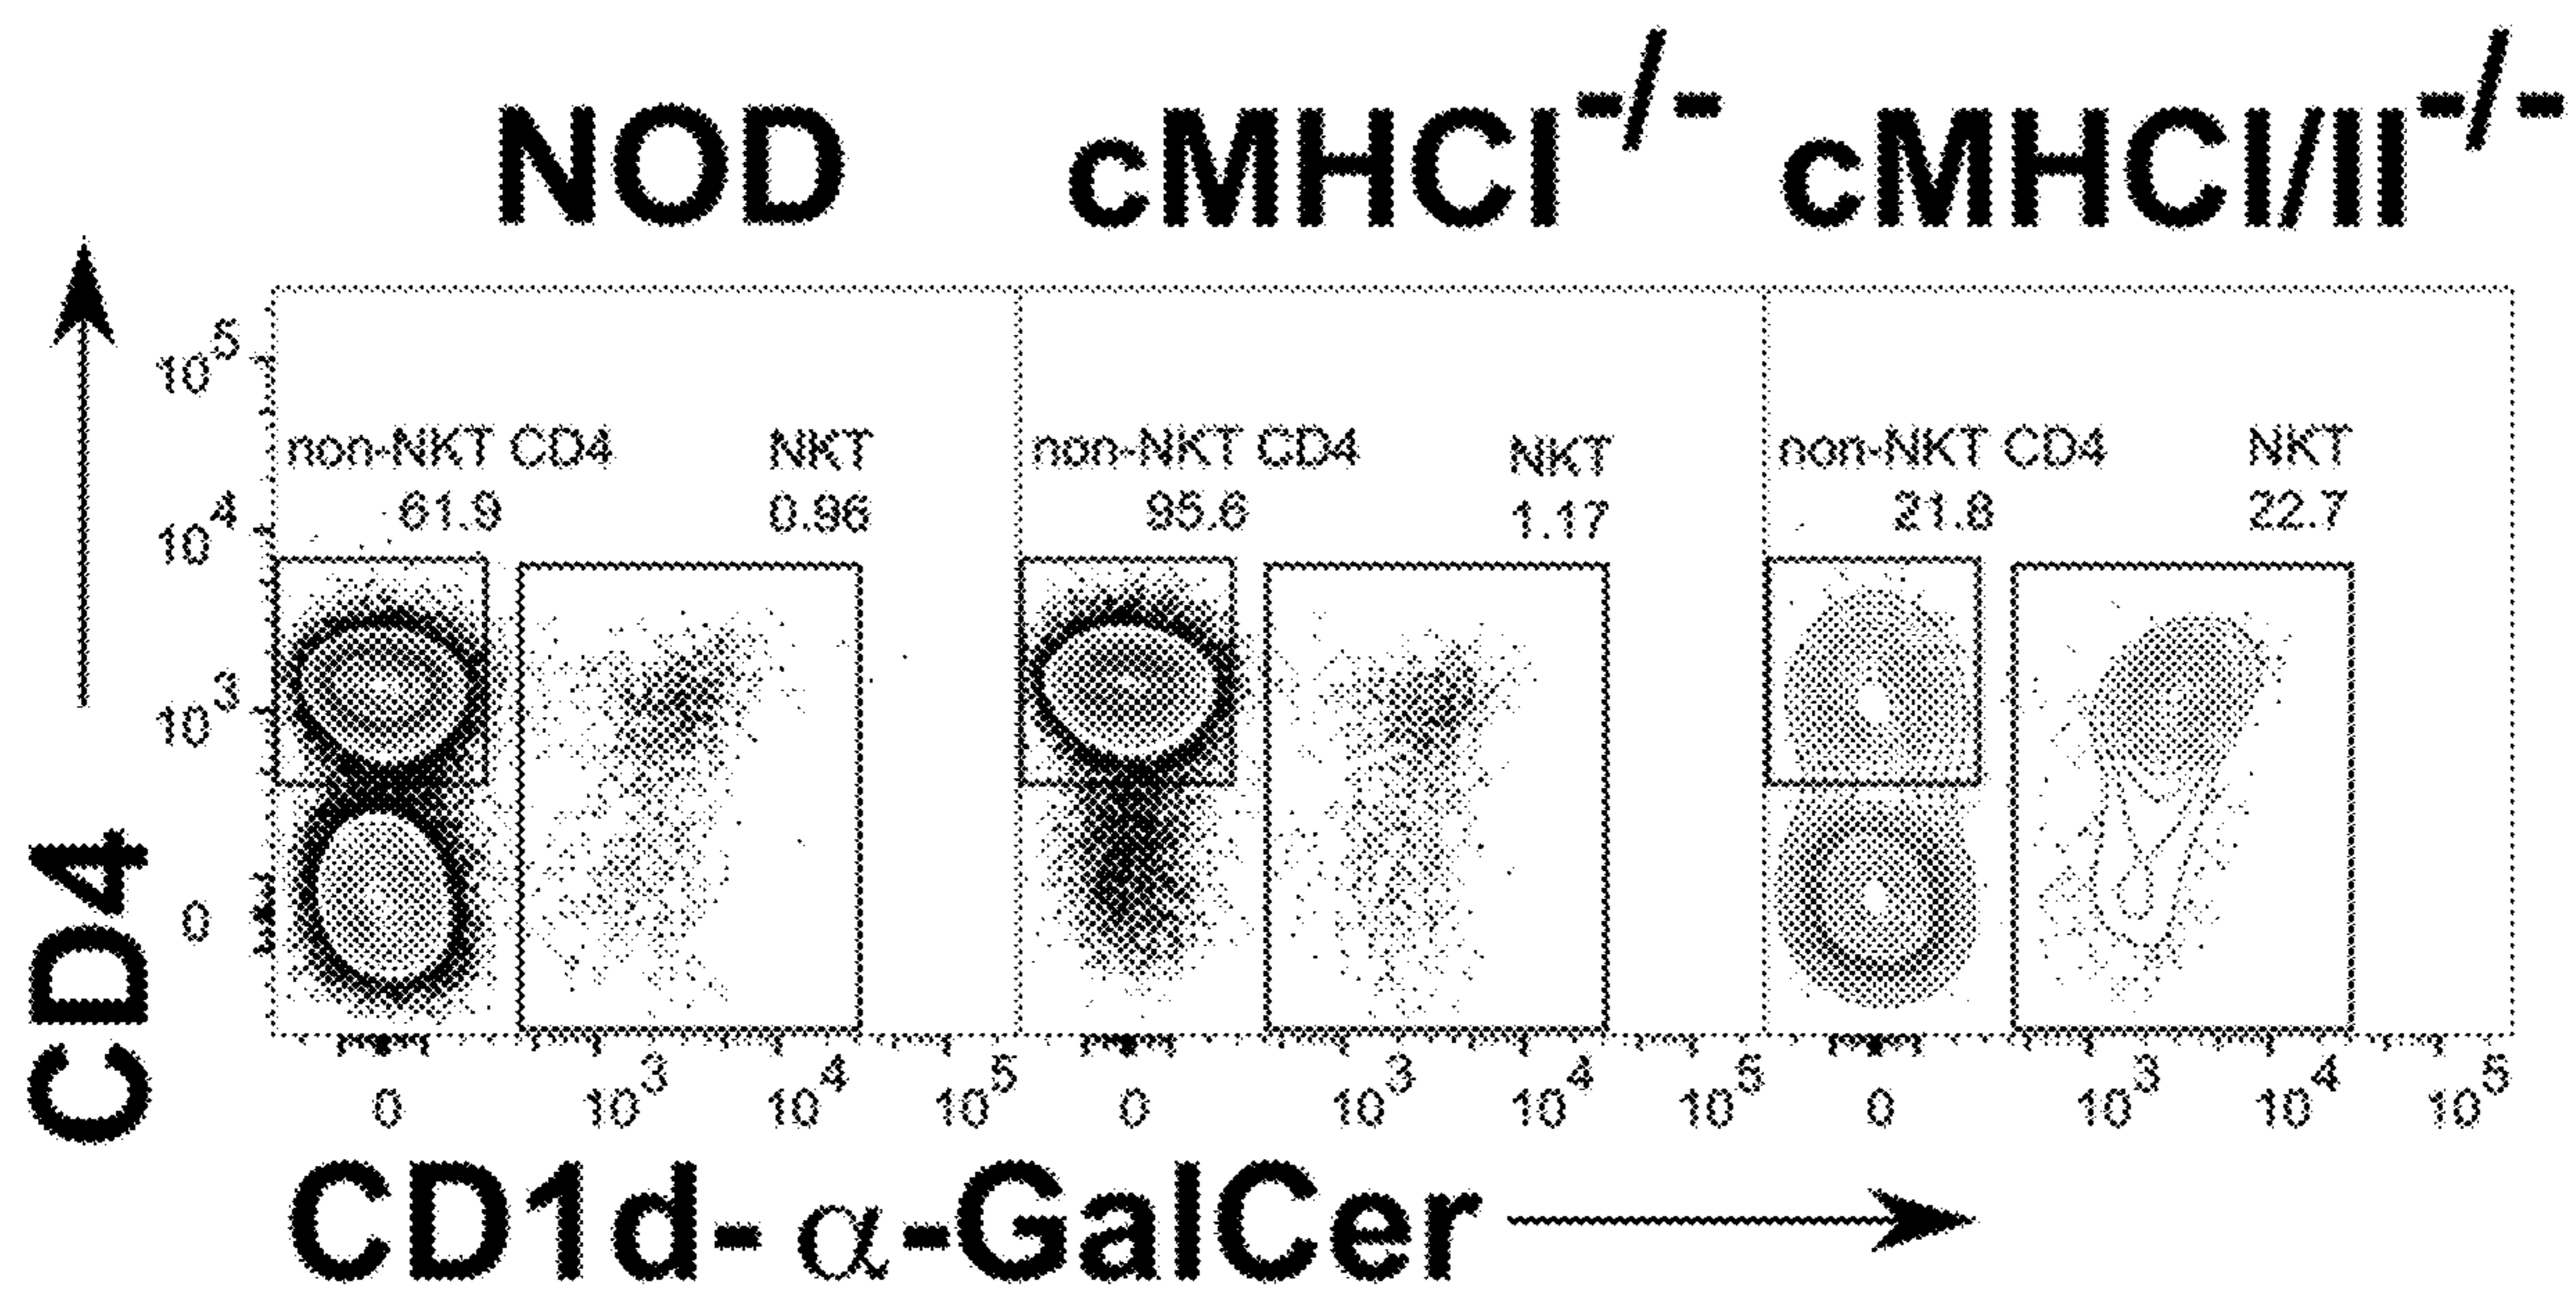 NOD cMHCI-/- cMHCI/II-/-
10^5
non-NKT CD4 NKT non-NKT CD4 NKT non-NKT CD4 NKT
61.9 0.96 95.6 1.17 21.8 22.7
10^4
10^3
0
CD4
0 10^3 10^4 10^5 0 10^3 10^4 10^5 0 10^3 10^4 10^5
CD1d-α-GalCer